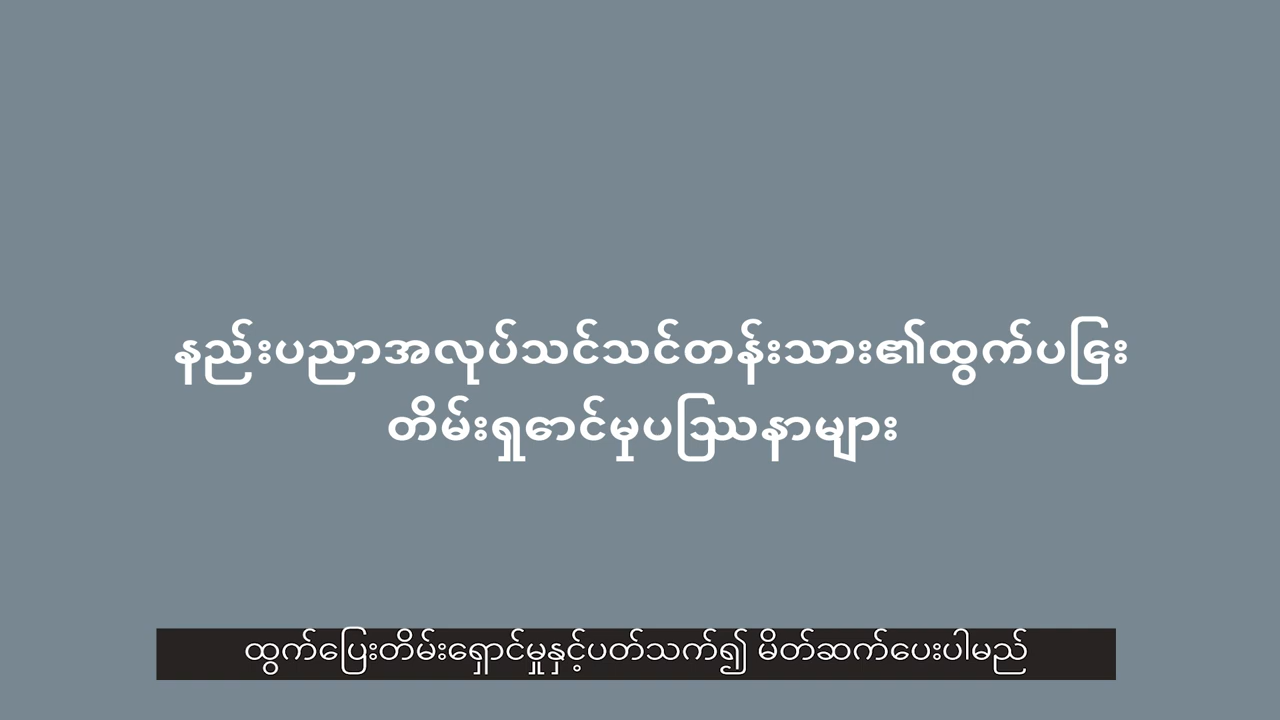 နည်းပညာအလုပ်သင်သင်တန်းသား၏ထွက်ပြေး
တိမ်းရှောင်မှုပြဿနာများ
ထွက်ပြေးတိမ်းရှောင်မှုနှင့်ပတ်သက်၍ မိတ်ဆက်ပေးပါမည်